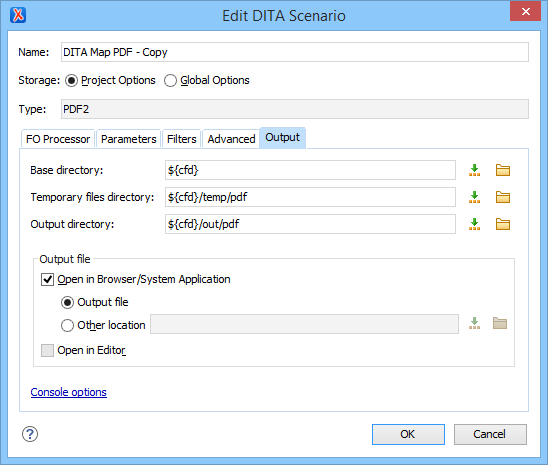 Edit DITA Scenario
Name: DITA Map PDF - Copy
Storage: Project Options Global Options
Type: PDF2
FO Processor Parameters Filters Advanced Output
Base directory: ${cfd}
Temporary files directory: ${cfd}/temp/pdf
Output directory: ${cfd}/out/pdf
Output file
Open in Browser/System Application
Output file
Other location
Open in Editor
Console options
? OK Cancel